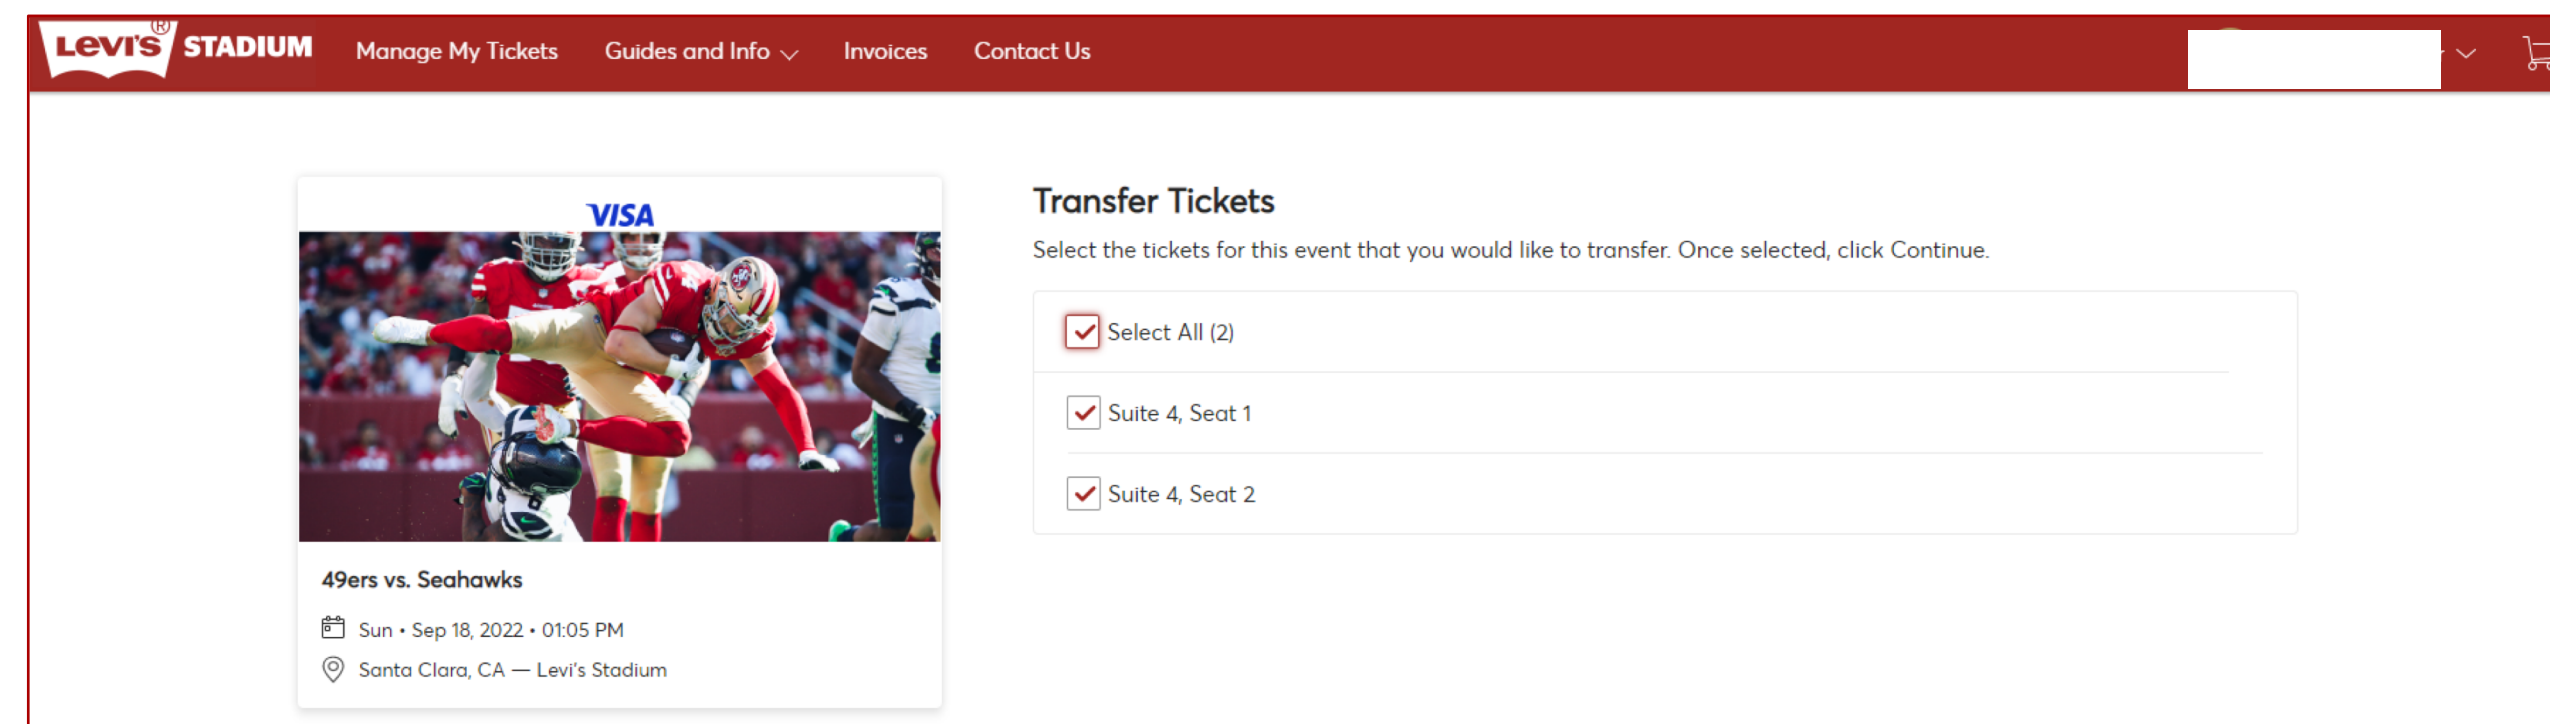 LEVI'S® STADIUM Manage My Tickets Guides and Info Invoices Contact Us
VISA
49ers vs. Seahawks
Sun • Sep 18, 2022 • 01:05 PM
Santa Clara, CA — Levi's Stadium
Transfer Tickets
Select the tickets for this event that you would like to transfer. Once selected, click Continue.
Select All (2)
Suite 4, Seat 1
Suite 4, Seat 2